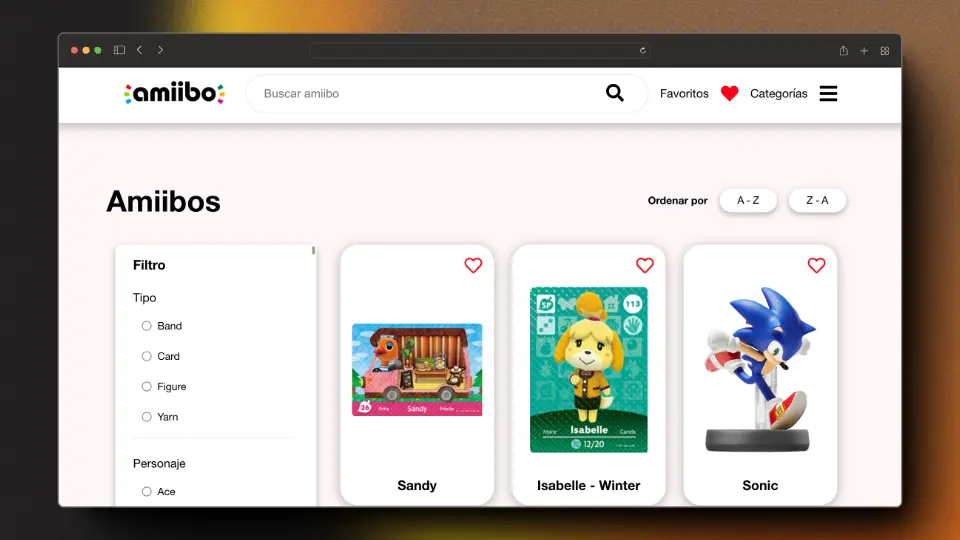 amiibo
Buscar amiibo
Favoritos
Categorías
Amiibos
Ordenar por
A - Z
Z - A
Filtro
Tipo
Band
Card
Figure
Yarn
Personaje
Ace
26
Sandy
Sandy
SP
113
Isabelle
12/20
Isabelle - Winter
Sonic